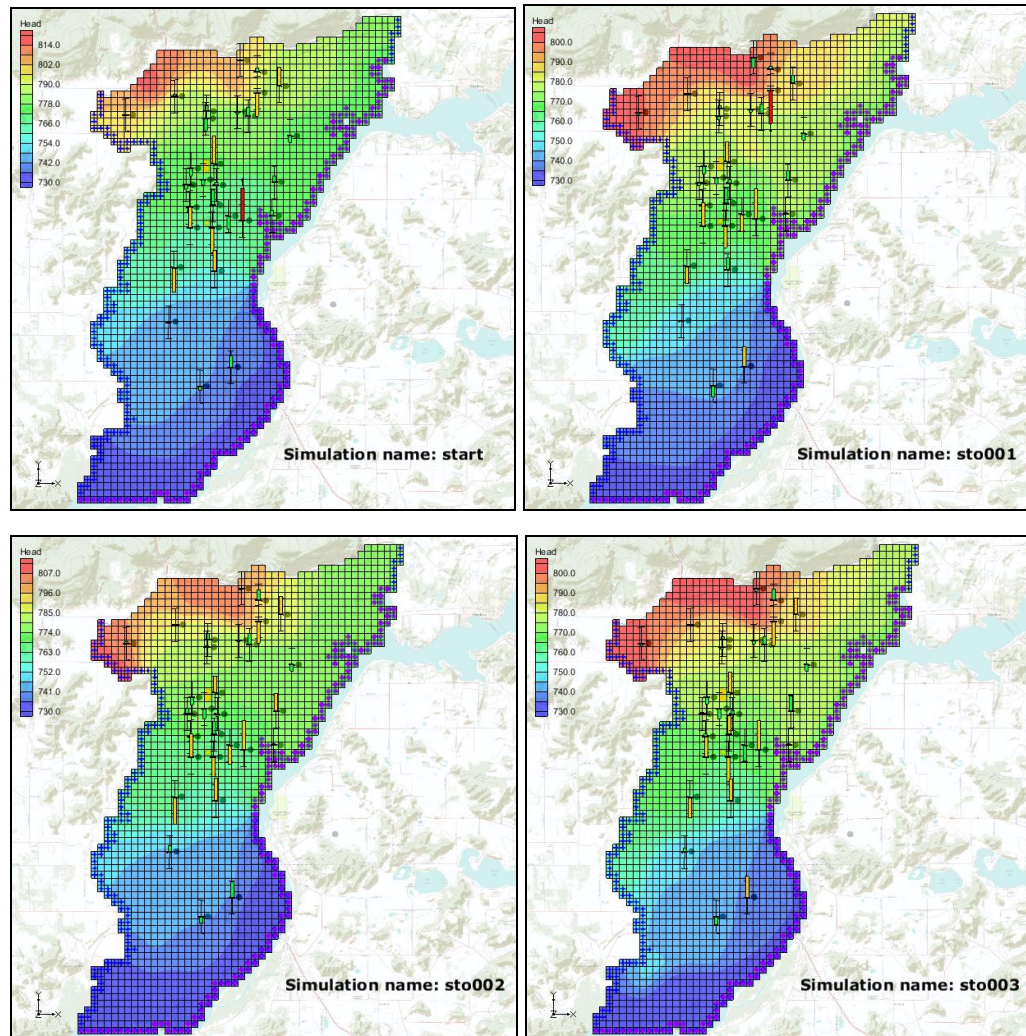 Head
814.0
802.0
790.0
778.0
766.0
754.0
742.0
730.0
Simulation name: start
Z
X
Head
800.0
790.0
780.0
770.0
760.0
750.0
740.0
730.0
Simulation name: sto001
Z
X
Head
807.0
796.0
785.0
774.0
763.0
752.0
741.0
730.0
Simulation name: sto002
Z
X
Head
800.0
790.0
780.0
770.0
760.0
750.0
740.0
730.0
Simulation name: sto003
Z
X